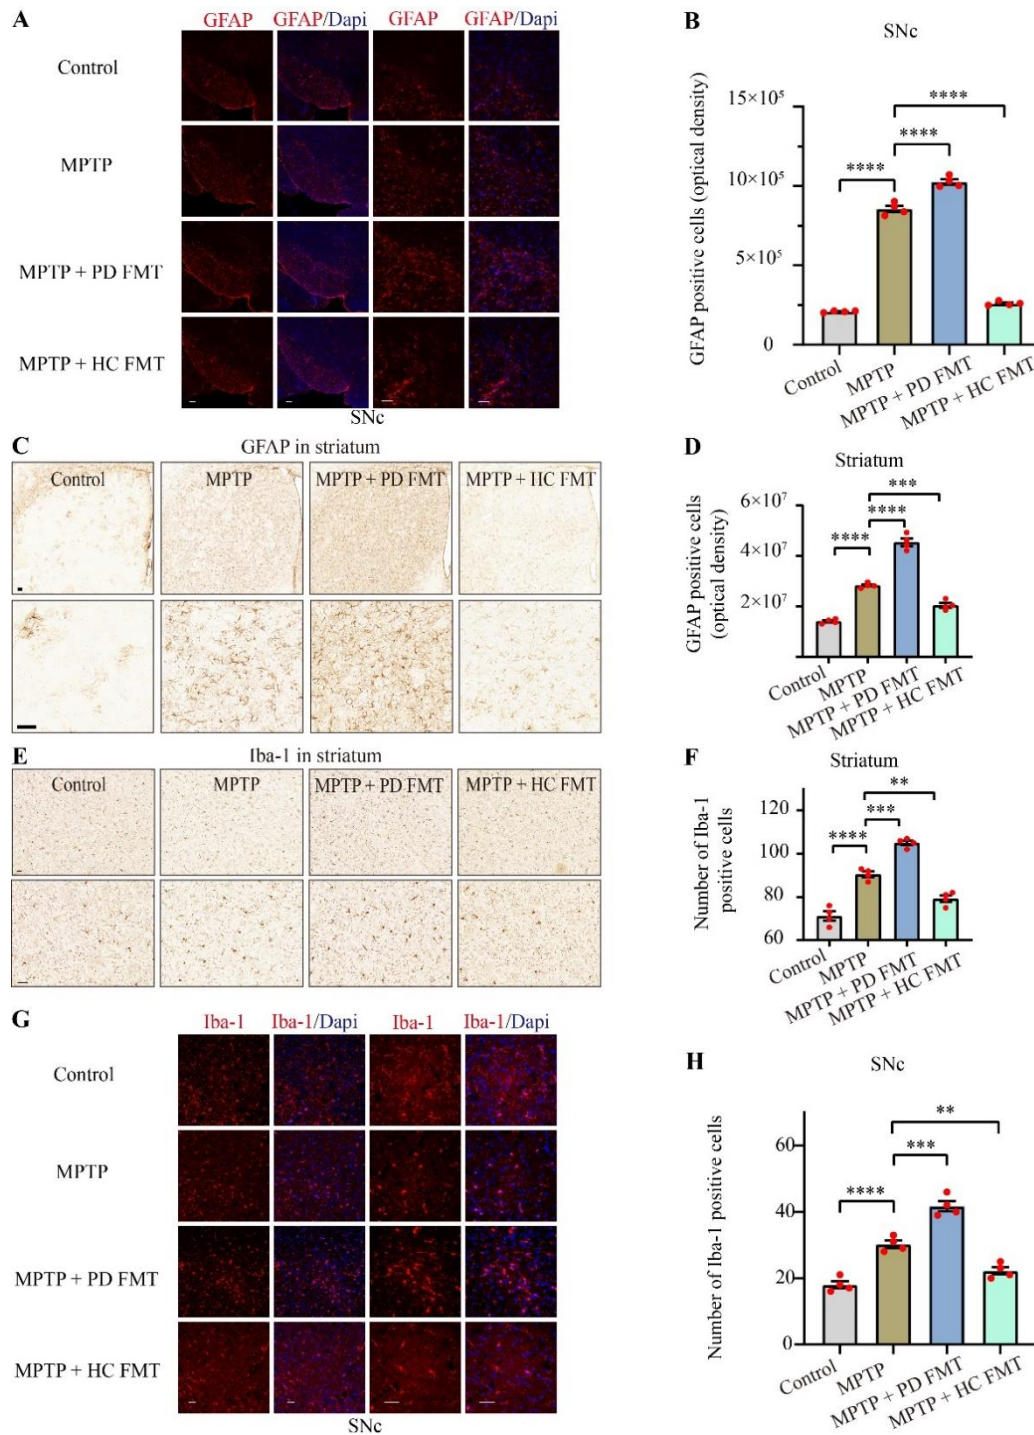 A
GFAP GFAP/Dapi GFAP GFAP/Dapi
Control
MPTP
MPTP + PD FMT
MPTP + HC FMT
SNc
B
SNc
GFAP positive cells (optical density)
15×10⁵
10×10⁵
5×10⁵
0
****
****
****
Control
MPTP
MPTP + PD FMT
MPTP + HC FMT
C
GFAP in striatum
Control MPTP MPTP + PD FMT MPTP + HC FMT
D
Striatum
GFAP positive cells
(optical density)
6×10⁷
4×10⁷
2×10⁷
***
****
****
Control
MPTP
MPTP + PD FMT
MPTP + HC FMT
E
Iba-1 in striatum
Control MPTP MPTP + PD FMT MPTP + HC FMT
F
Striatum
Number of Iba-1
positive cells
120
100
80
60
**
***
****
Control
MPTP
MPTP + PD FMT
MPTP + HC FMT
G
Iba-1 Iba-1/Dapi Iba-1 Iba-1/Dapi
Control
MPTP
MPTP + PD FMT
MPTP + HC FMT
SNc
H
SNc
Number of Iba-1 positive cells
60
40
20
0
**
***
****
Control
MPTP
MPTP + PD FMT
MPTP + HC FMT